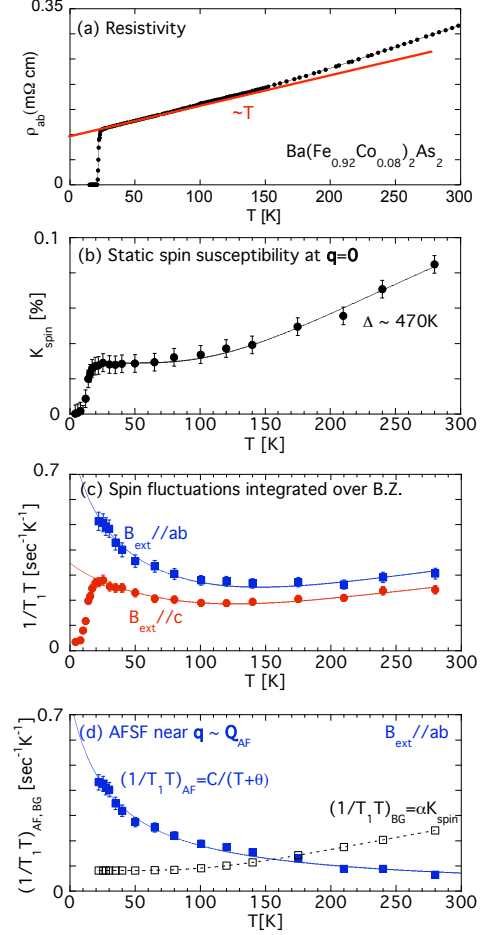 0.35
(a) Resistivity
ρab(mΩ cm)
~T
Ba(Fe0.92Co0.08)2As2
0
0 50 100 150 200 250 300
T [K]
0.1
(b) Static spin susceptibility at q=0
Kspin [%]
Δ ~ 470K
0
0 50 100 150 200 250 300
T [K]
0.7
(c) Spin fluctuations integrated over B.Z.
1/T1T [sec-1K-1]
Bext//ab
Bext//c
0
0 50 100 150 200 250 300
T [K]
0.7
(d) AFSF near q ~ QAF
Bext//ab
(1/T1T)AF,BG [sec-1K-1]
(1/T1T)AF=C/(T+θ)
(1/T1T)BG=αKspin
0
0 50 100 150 200 250 300
T[K]